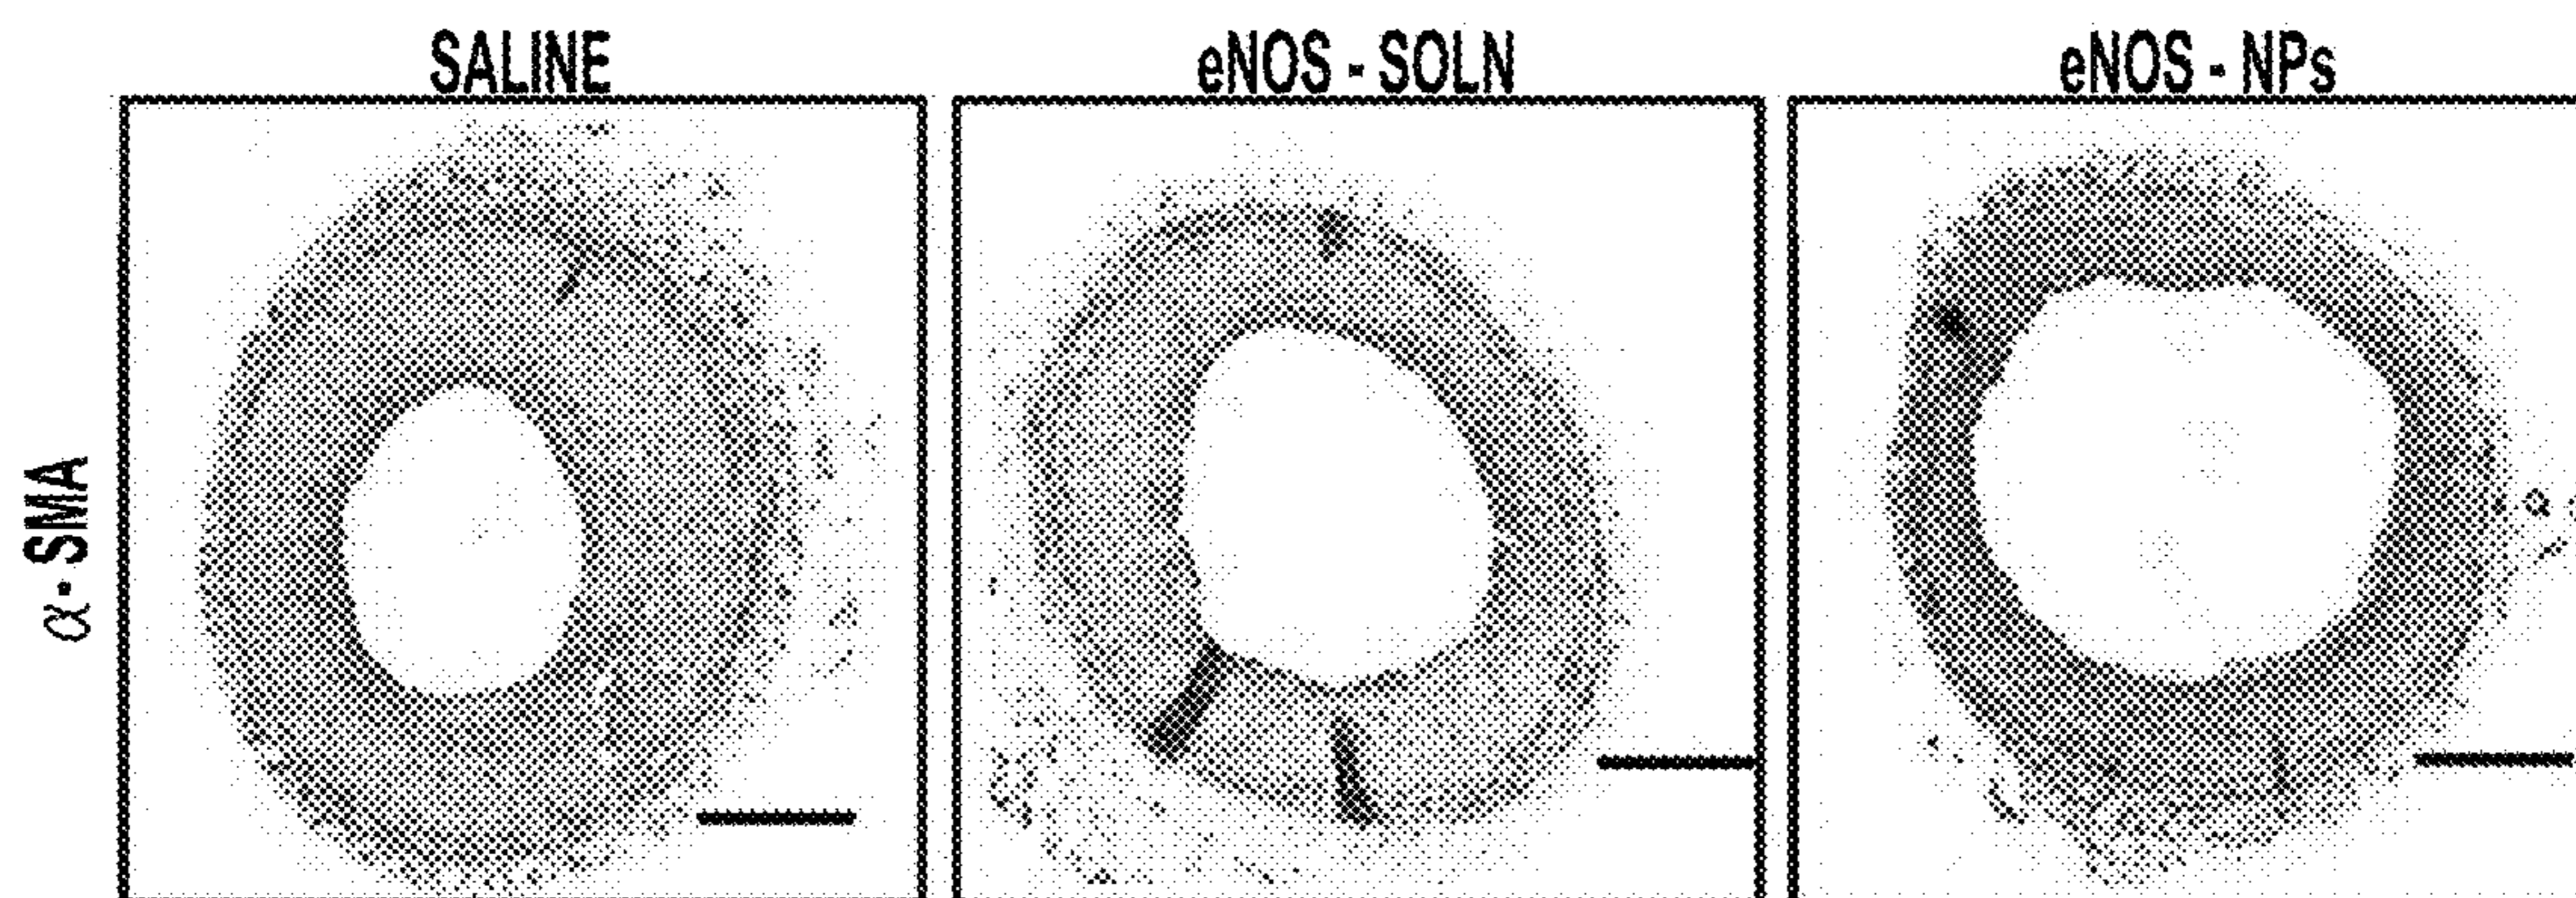 SALINE
eNOS - SOLN
eNOS - NPs
α - SMA